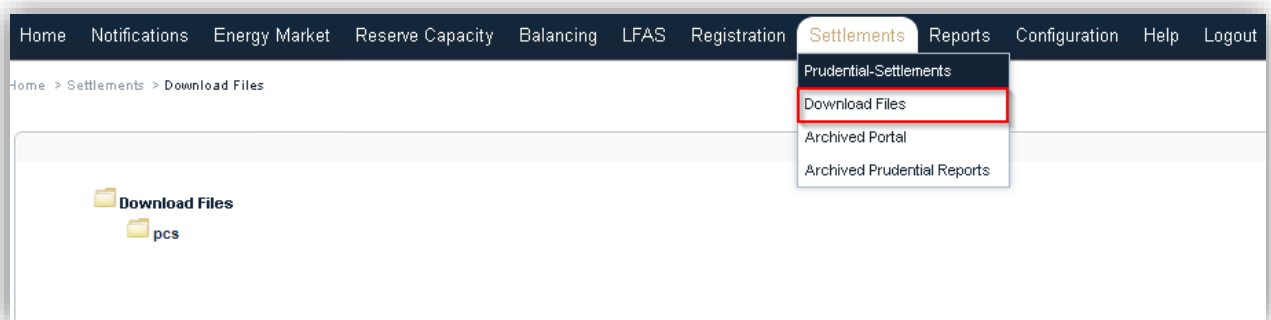 Home Notifications Energy Market Reserve Capacity Balancing LFAS Registration Settlements Reports Configuration Help Logout
Home > Settlements > Download Files
Prudential-Settlements
Download Files
Archived Portal
Archived Prudential Reports
Download Files
pcs